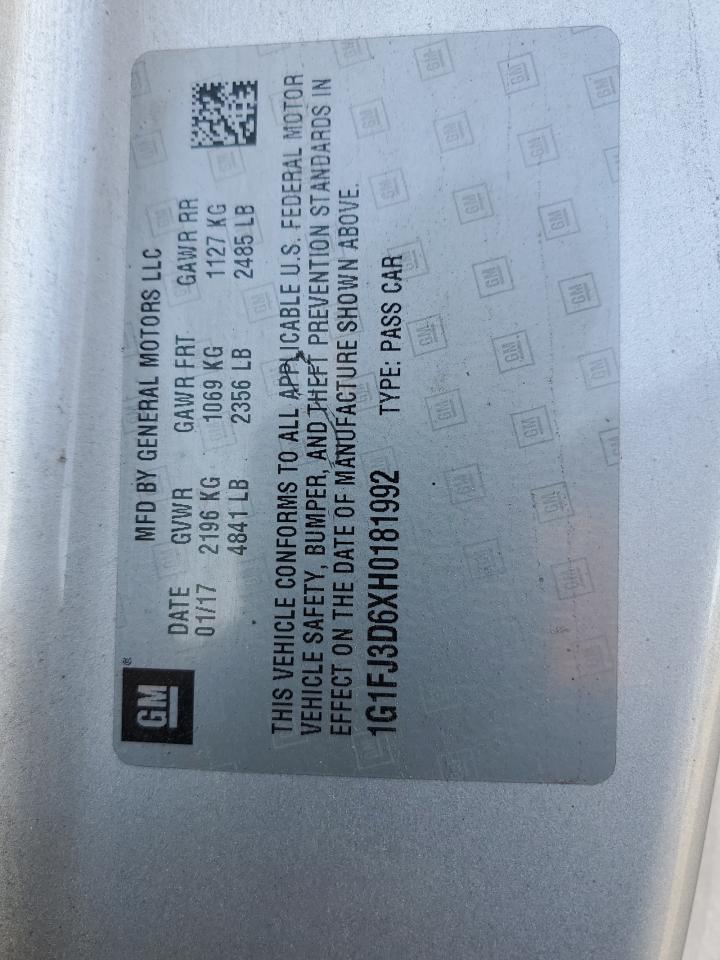 GM®
MFD BY GENERAL MOTORS LLC
DATE GVWR GAWR FRT GAWR RR
01/17 2196 KG 1069 KG 1127 KG
4841 LB 2356 LB 2485 LB
THIS VEHICLE CONFORMS TO ALL APPLICABLE U.S. FEDERAL MOTOR
VEHICLE SAFETY, BUMPER, AND THEFT PREVENTION STANDARDS IN
EFFECT ON THE DATE OF MANUFACTURE SHOWN ABOVE.
1G1FJ3D6XH0181992 TYPE: PASS CAR